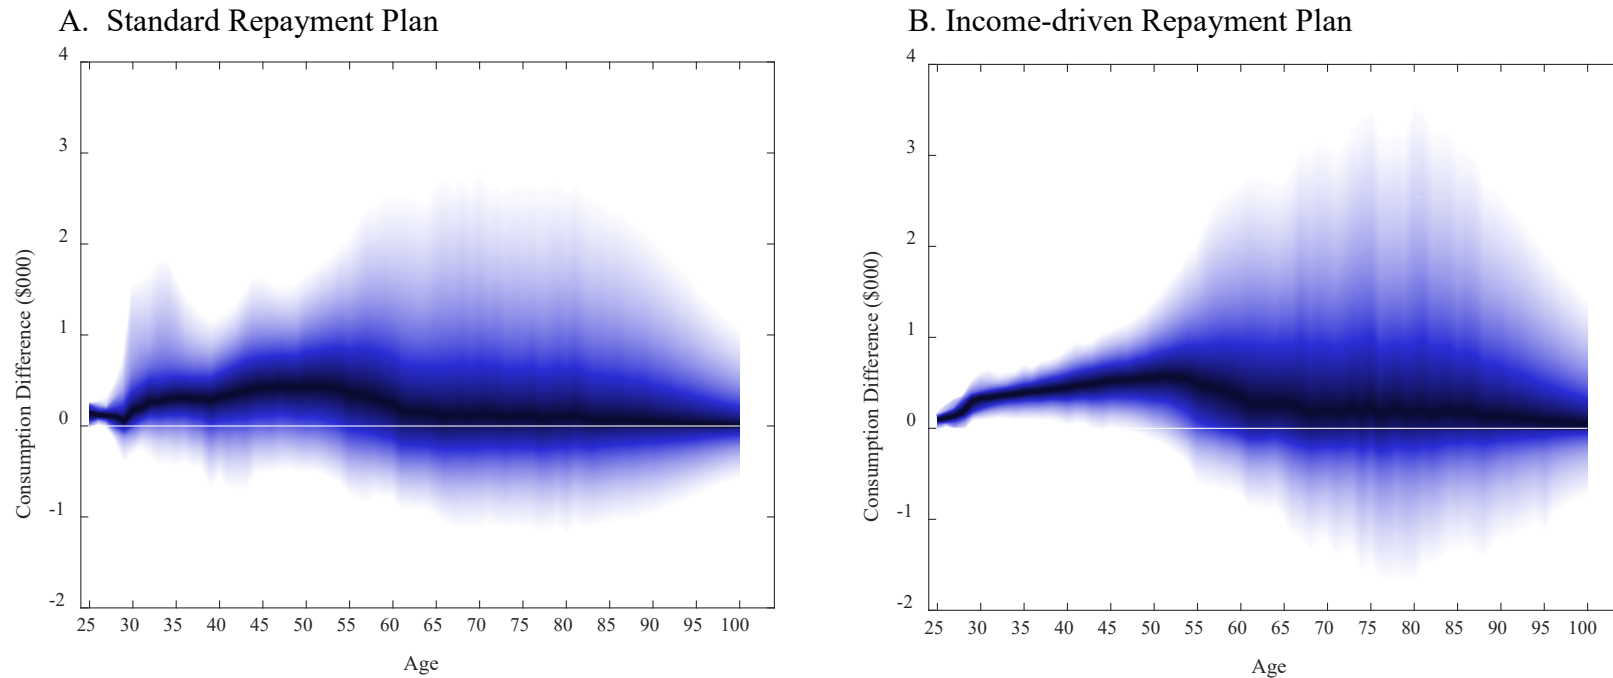 A. Standard Repayment Plan
4
3
2
1
0
-1
-2
Consumption Difference ($000)
25 30 35 40 45 50 55 60 65 70 75 80 85 90 95 100
Age
B. Income-driven Repayment Plan
4
3
2
1
0
-1
-2
Consumption Difference ($000)
25 30 35 40 45 50 55 60 65 70 75 80 85 90 95 100
Age